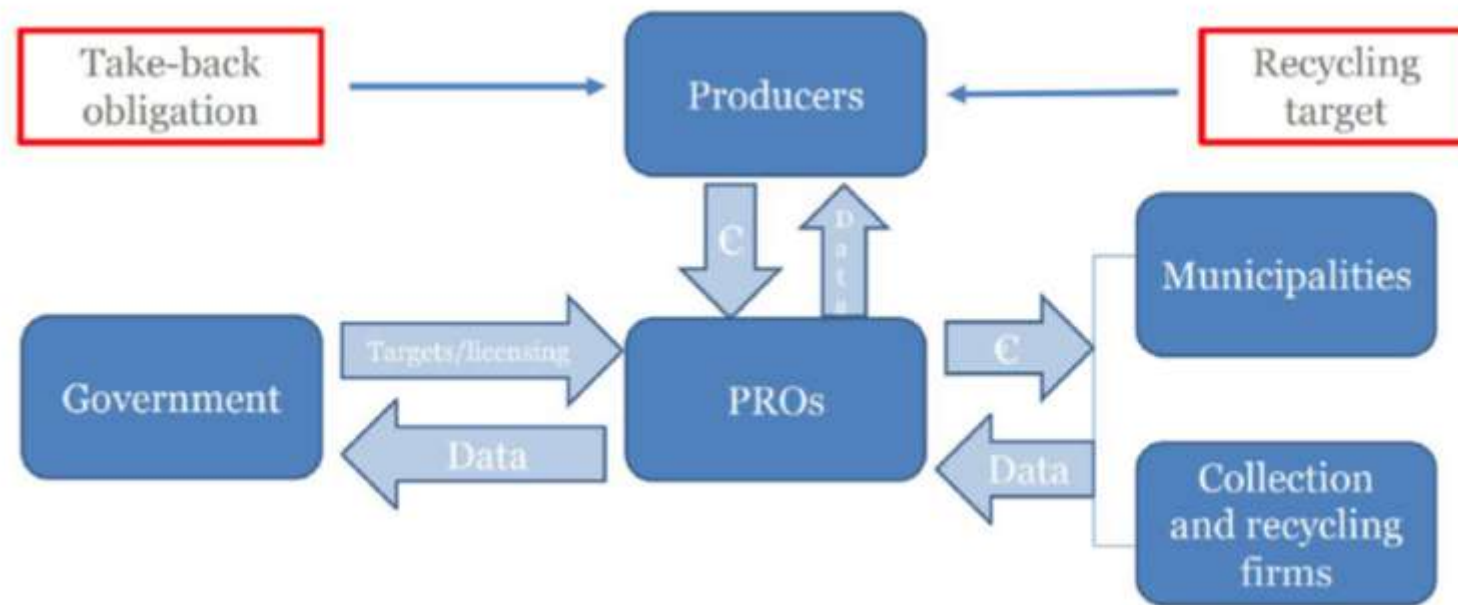 Take-back
obligation
Producers
Recycling
target
€
Data
Municipalities
Targets/licensing
€
Government
PROs
Data
Data
Collection
and recycling
firms